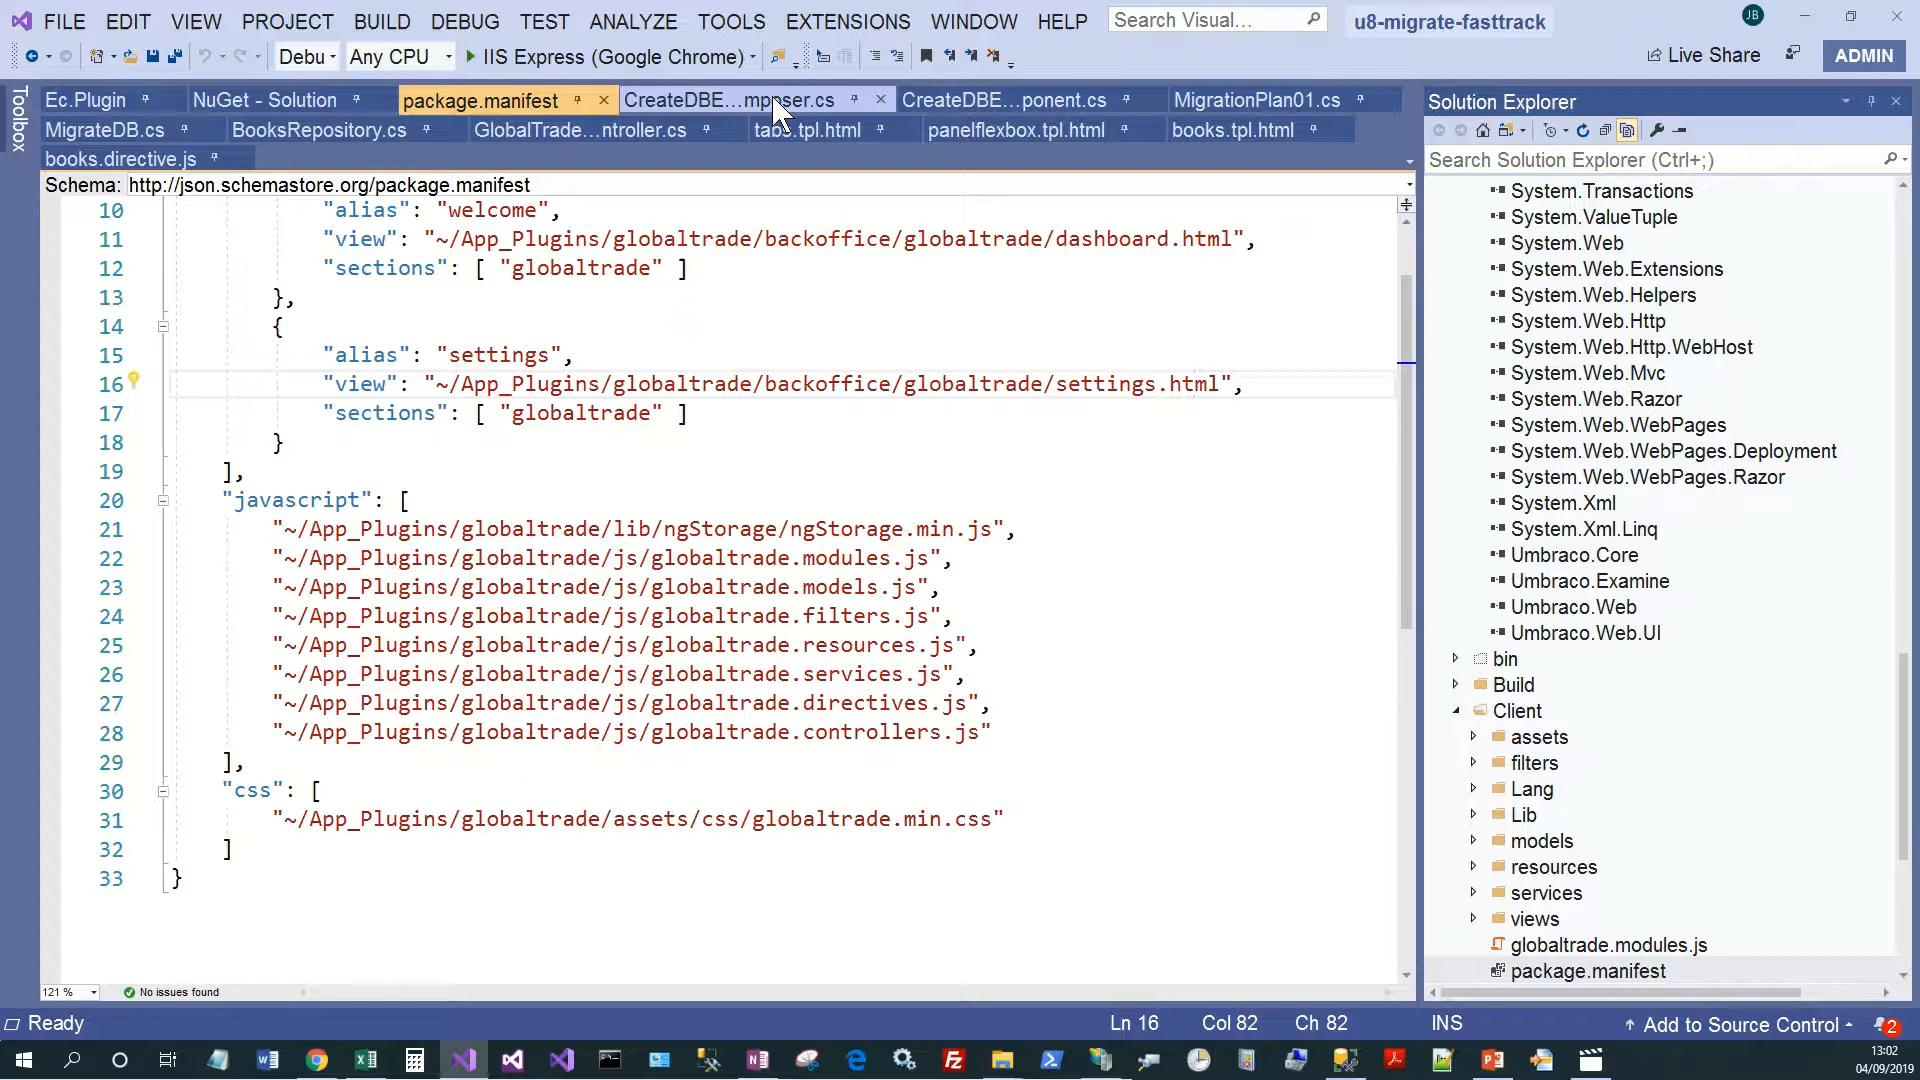 FILE EDIT VIEW PROJECT BUILD DEBUG TEST ANALYZE TOOLS EXTENSIONS WINDOW HELP Search Visual... u8-migrate-fasttrack JB
Debu Any CPU IIS Express (Google Chrome) Live Share ADMIN
Toolbox
Ec.Plugin NuGet - Solution package.manifest CreateDBE...mppser.cs CreateDBE...ponent.cs MigrationPlan01.cs
MigrateDB.cs BooksRepository.cs GlobalTrade...ntroller.cs tabs.tpl.html panelflexbox.tpl.html books.tpl.html
books.directive.js
Schema: http://json.schemastore.org/package.manifest
10 "alias": "welcome",
11 "view": "~/App_Plugins/globaltrade/backoffice/globaltrade/dashboard.html",
12 "sections": [ "globaltrade" ]
13 },
14 {
15 "alias": "settings",
16 "view": "~/App_Plugins/globaltrade/backoffice/globaltrade/settings.html",
17 "sections": [ "globaltrade" ]
18 }
19 ],
20 "javascript": [
21 "~/App_Plugins/globaltrade/lib/ngStorage/ngStorage.min.js",
22 "~/App_Plugins/globaltrade/js/globaltrade.modules.js",
23 "~/App_Plugins/globaltrade/js/globaltrade.models.js",
24 "~/App_Plugins/globaltrade/js/globaltrade.filters.js",
25 "~/App_Plugins/globaltrade/js/globaltrade.resources.js",
26 "~/App_Plugins/globaltrade/js/globaltrade.services.js",
27 "~/App_Plugins/globaltrade/js/globaltrade.directives.js",
28 "~/App_Plugins/globaltrade/js/globaltrade.controllers.js"
29 ],
30 "css": [
31 "~/App_Plugins/globaltrade/assets/css/globaltrade.min.css"
32 ]
33 }
121 % No issues found
Solution Explorer
Search Solution Explorer (Ctrl+;)
System.Transactions
System.ValueTuple
System.Web
System.Web.Extensions
System.Web.Helpers
System.Web.Http
System.Web.Http.WebHost
System.Web.Mvc
System.Web.Razor
System.Web.WebPages
System.Web.WebPages.Deployment
System.Web.WebPages.Razor
System.Xml
System.Xml.Linq
Umbraco.Core
Umbraco.Examine
Umbraco.Web
Umbraco.Web.UI
bin
Build
Client
assets
filters
Lang
Lib
models
resources
services
views
globaltrade.modules.js
package.manifest
Ready Ln 16 Col 82 Ch 82 INS Add to Source Control 2
13:02
04/09/2019